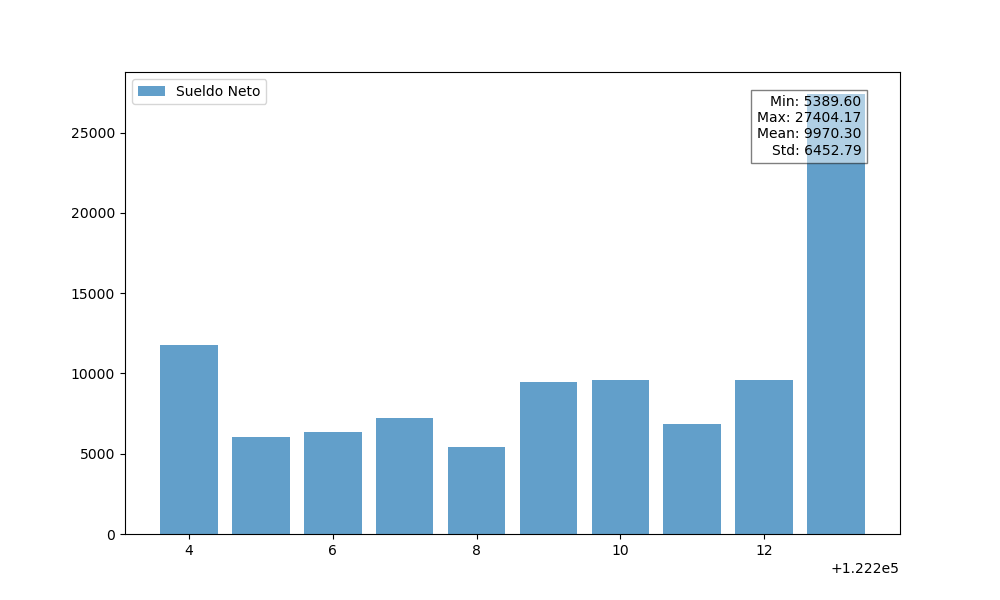 Sueldo Neto
Min: 5389.60
Max: 27404.17
Mean: 9970.30
Std: 6452.79
25000
20000
15000
10000
5000
0
4
6
8
10
12
+1.222e5